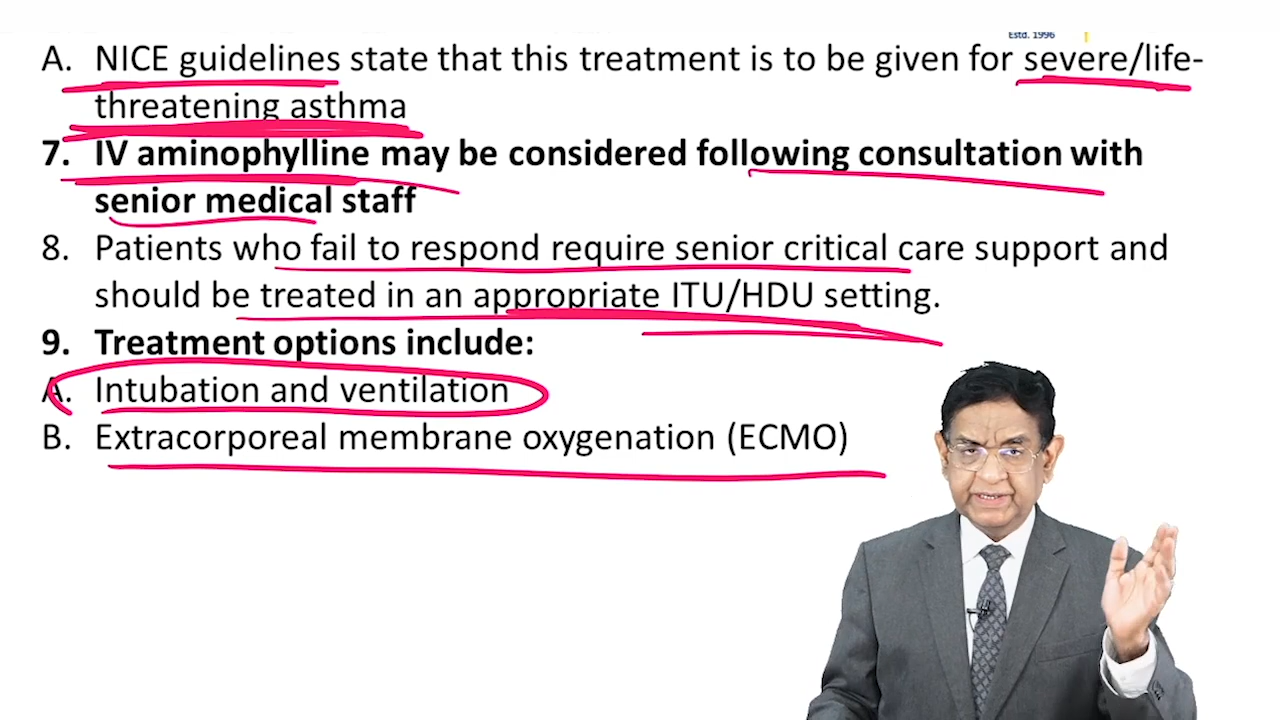 Estd. 1996
A. NICE guidelines state that this treatment is to be given for severe/life-
threatening asthma
7. IV aminophylline may be considered following consultation with
senior medical staff
8. Patients who fail to respond require senior critical care support and
should be treated in an appropriate ITU/HDU setting.
9. Treatment options include:
A. Intubation and ventilation
B. Extracorporeal membrane oxygenation (ECMO)